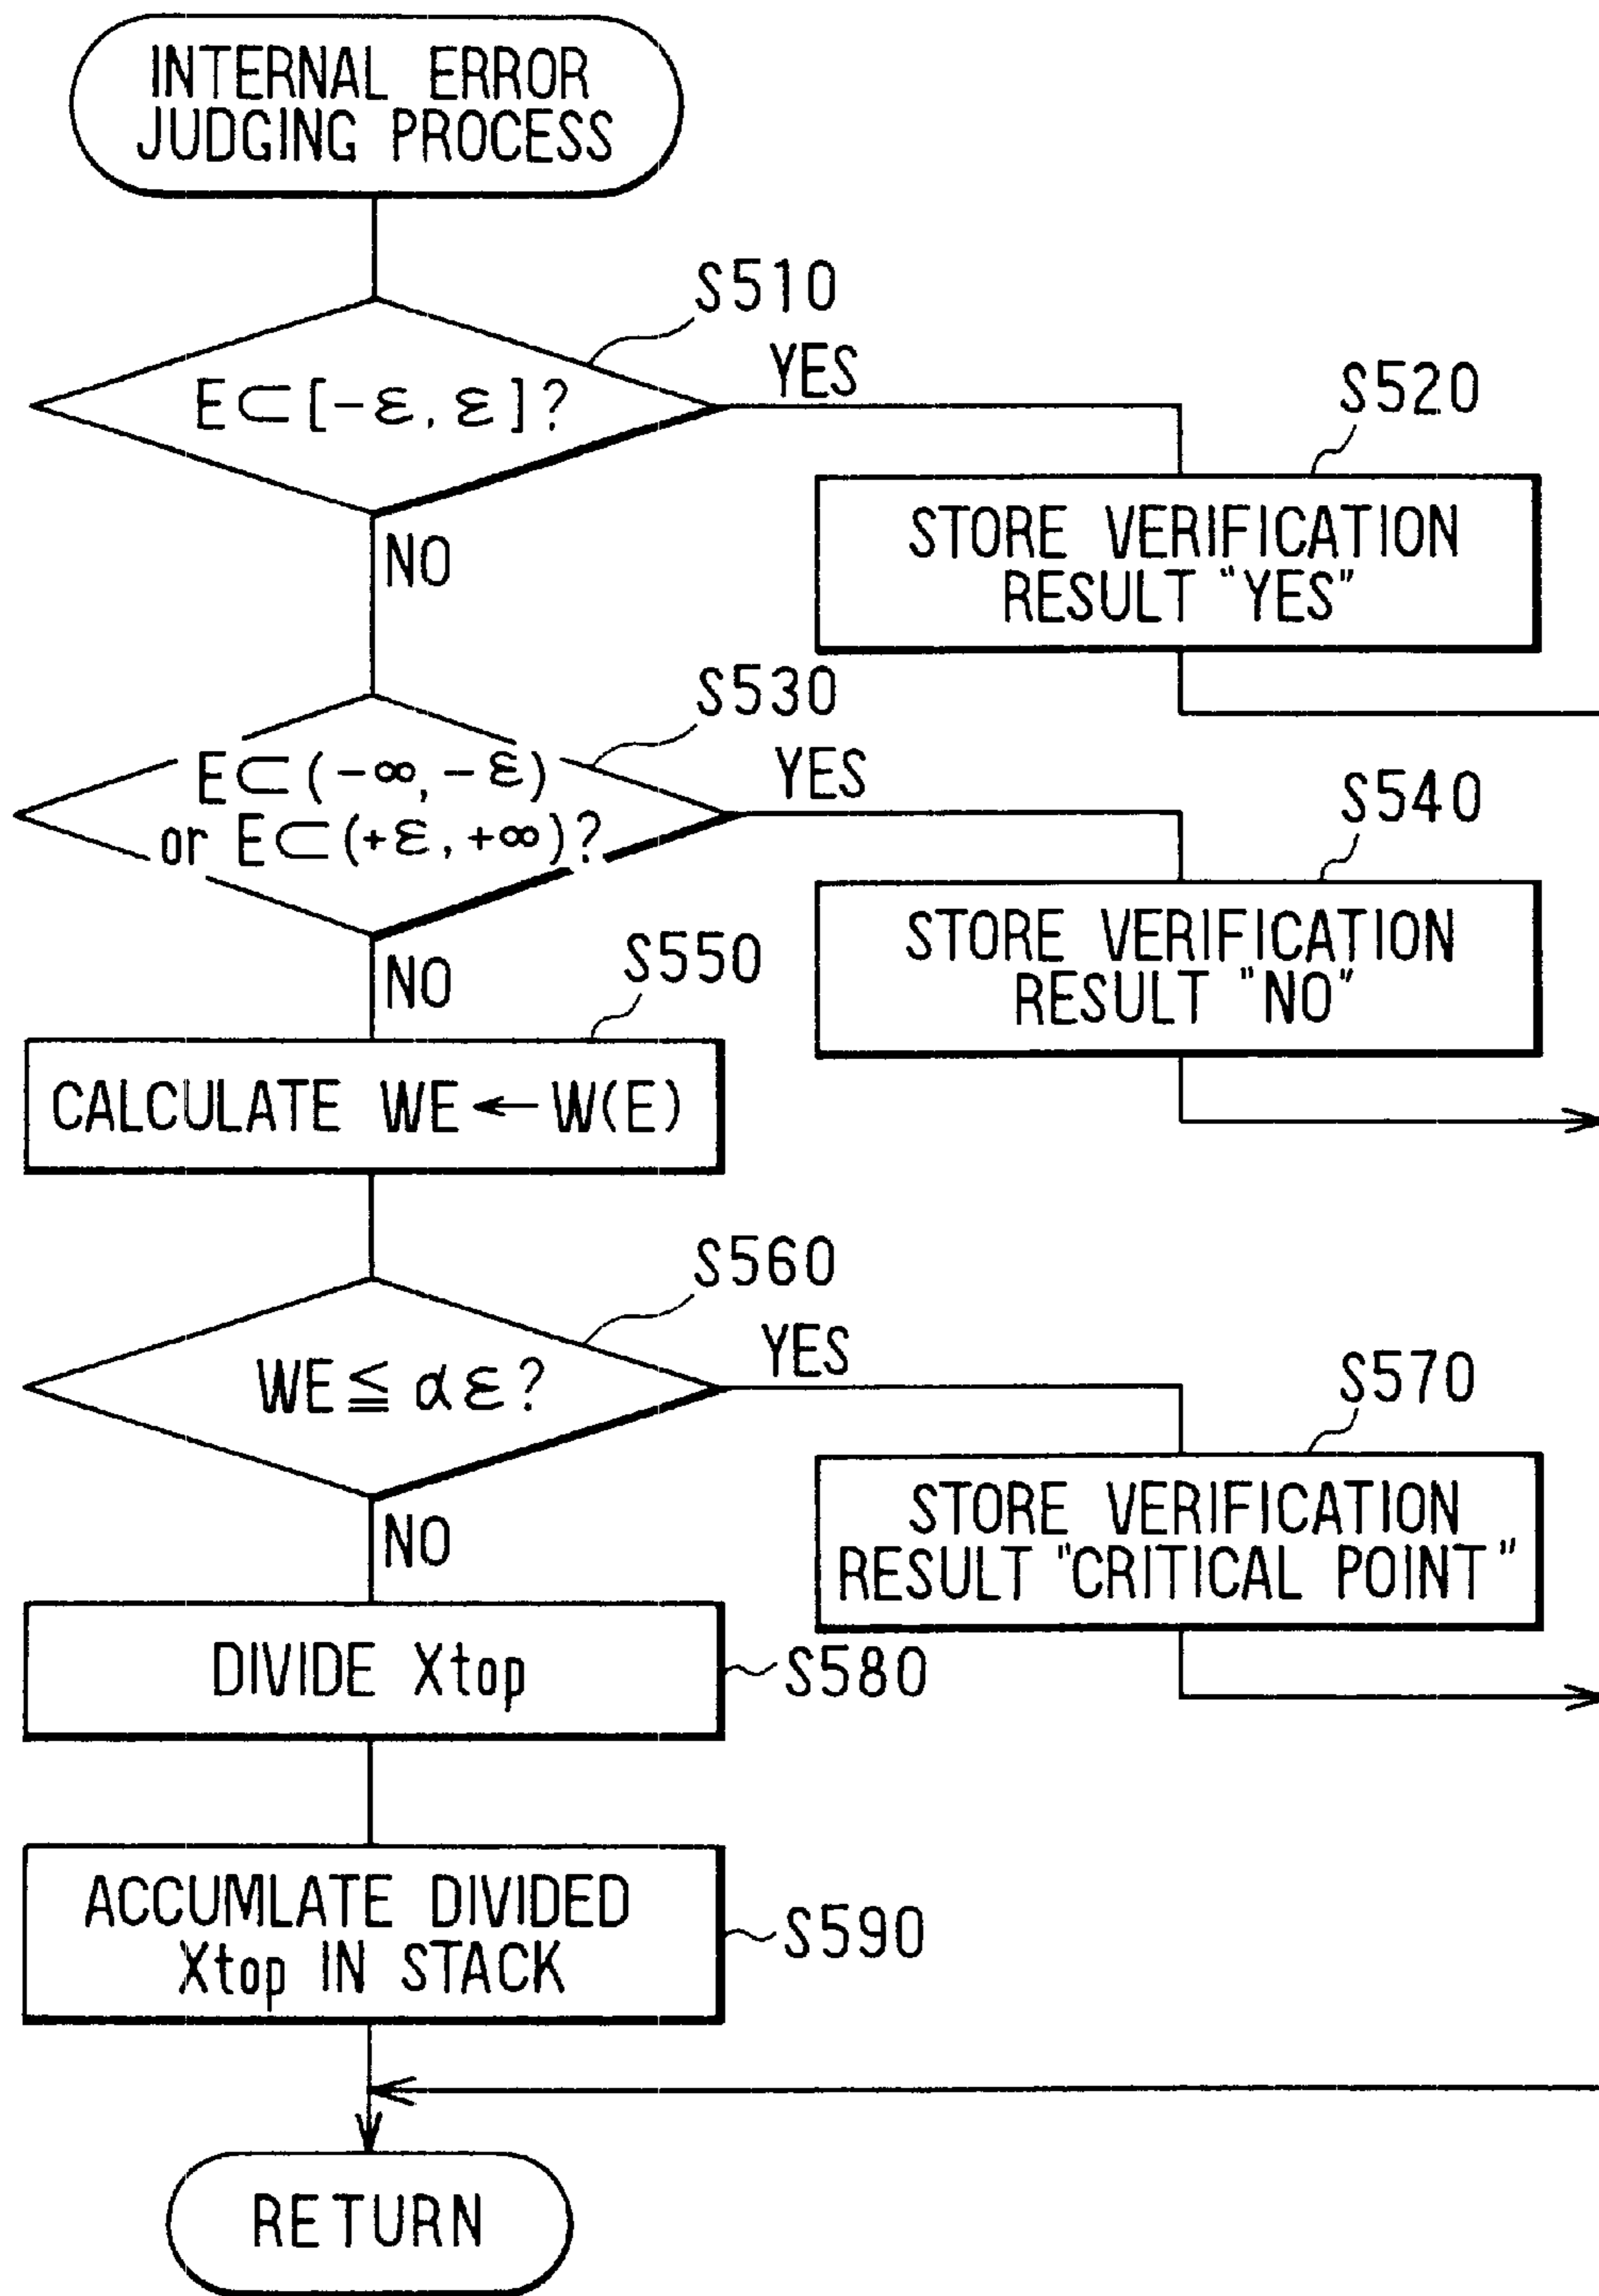 INTERNAL ERROR
JUDGING PROCESS
S510
E⊂[-ε, ε]?
YES
S520
STORE VERIFICATION
RESULT "YES"
NO
S530
E⊂(-∞, -ε)
or E⊂(+ε, +∞)?
YES
S540
STORE VERIFICATION
RESULT "NO"
NO
S550
CALCULATE WE ← W(E)
S560
WE ≦ αε?
YES
S570
STORE VERIFICATION
RESULT "CRITICAL POINT"
NO
DIVIDE Xtop
S580
ACCUMLATE DIVIDED
Xtop IN STACK
S590
RETURN